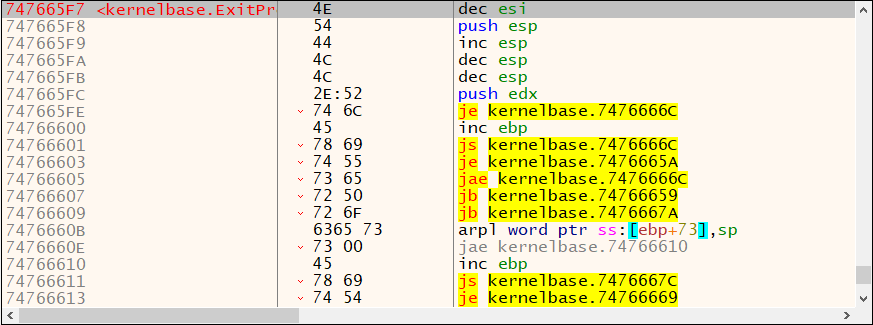 747665F7 <kernelbase.ExitPr 4E dec esi
747665F8 54 push esp
747665F9 44 inc esp
747665FA 4C dec esp
747665FB 4C dec esp
747665FC 2E:52 push edx
747665FE 74 6C je kernelbase.7476666C
74766600 45 inc ebp
74766601 78 69 js kernelbase.7476666C
74766603 74 55 je kernelbase.7476665A
74766605 73 65 jae kernelbase.7476666C
74766607 72 50 jb kernelbase.74766659
74766609 72 6F jb kernelbase.7476667A
7476660B 6365 73 arpl word ptr ss:[ebp+73],sp
7476660E 73 00 jae kernelbase.74766610
74766610 45 inc ebp
74766611 78 69 js kernelbase.7476667C
74766613 74 54 je kernelbase.74766669